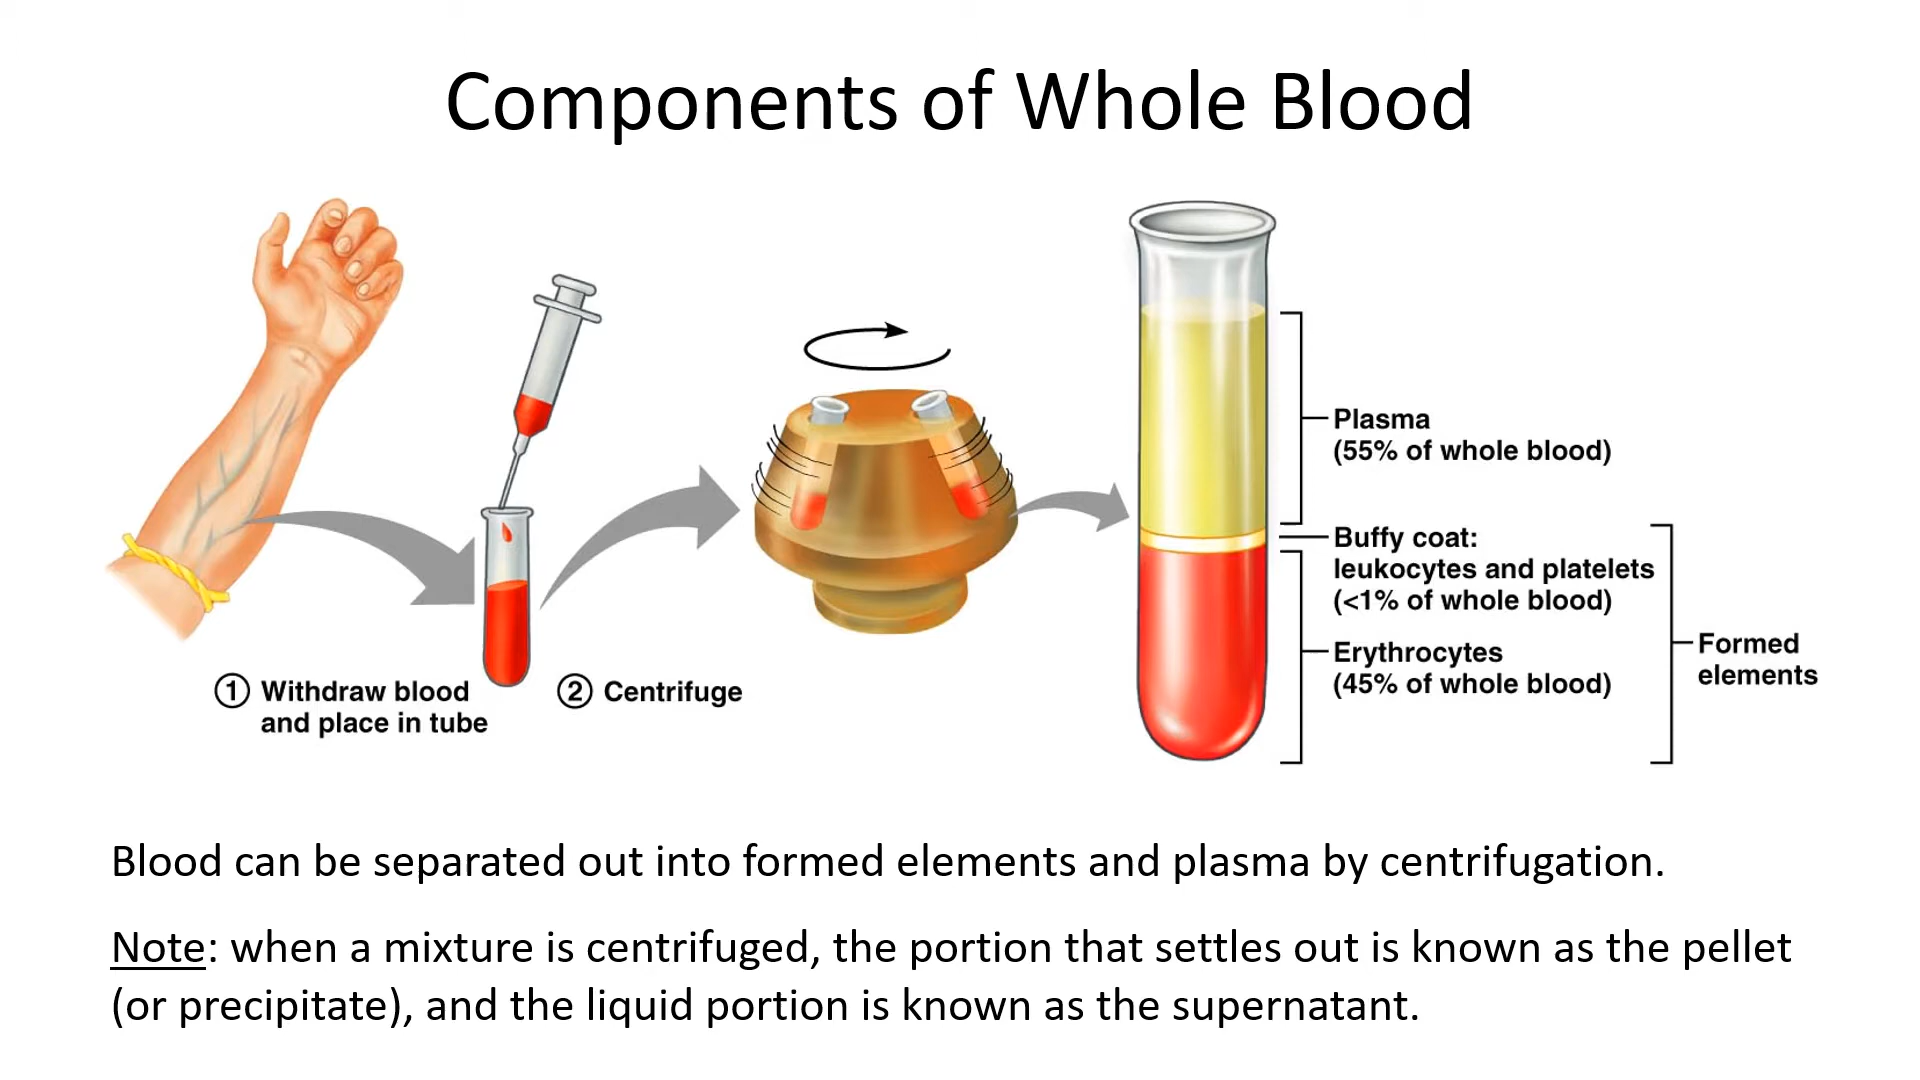 Components of Whole Blood
① Withdraw blood
and place in tube
② Centrifuge
Plasma
(55% of whole blood)
Buffy coat:
leukocytes and platelets
(<1% of whole blood)
Erythrocytes
(45% of whole blood)
Formed
elements
Blood can be separated out into formed elements and plasma by centrifugation.
Note: when a mixture is centrifuged, the portion that settles out is known as the pellet
(or precipitate), and the liquid portion is known as the supernatant.